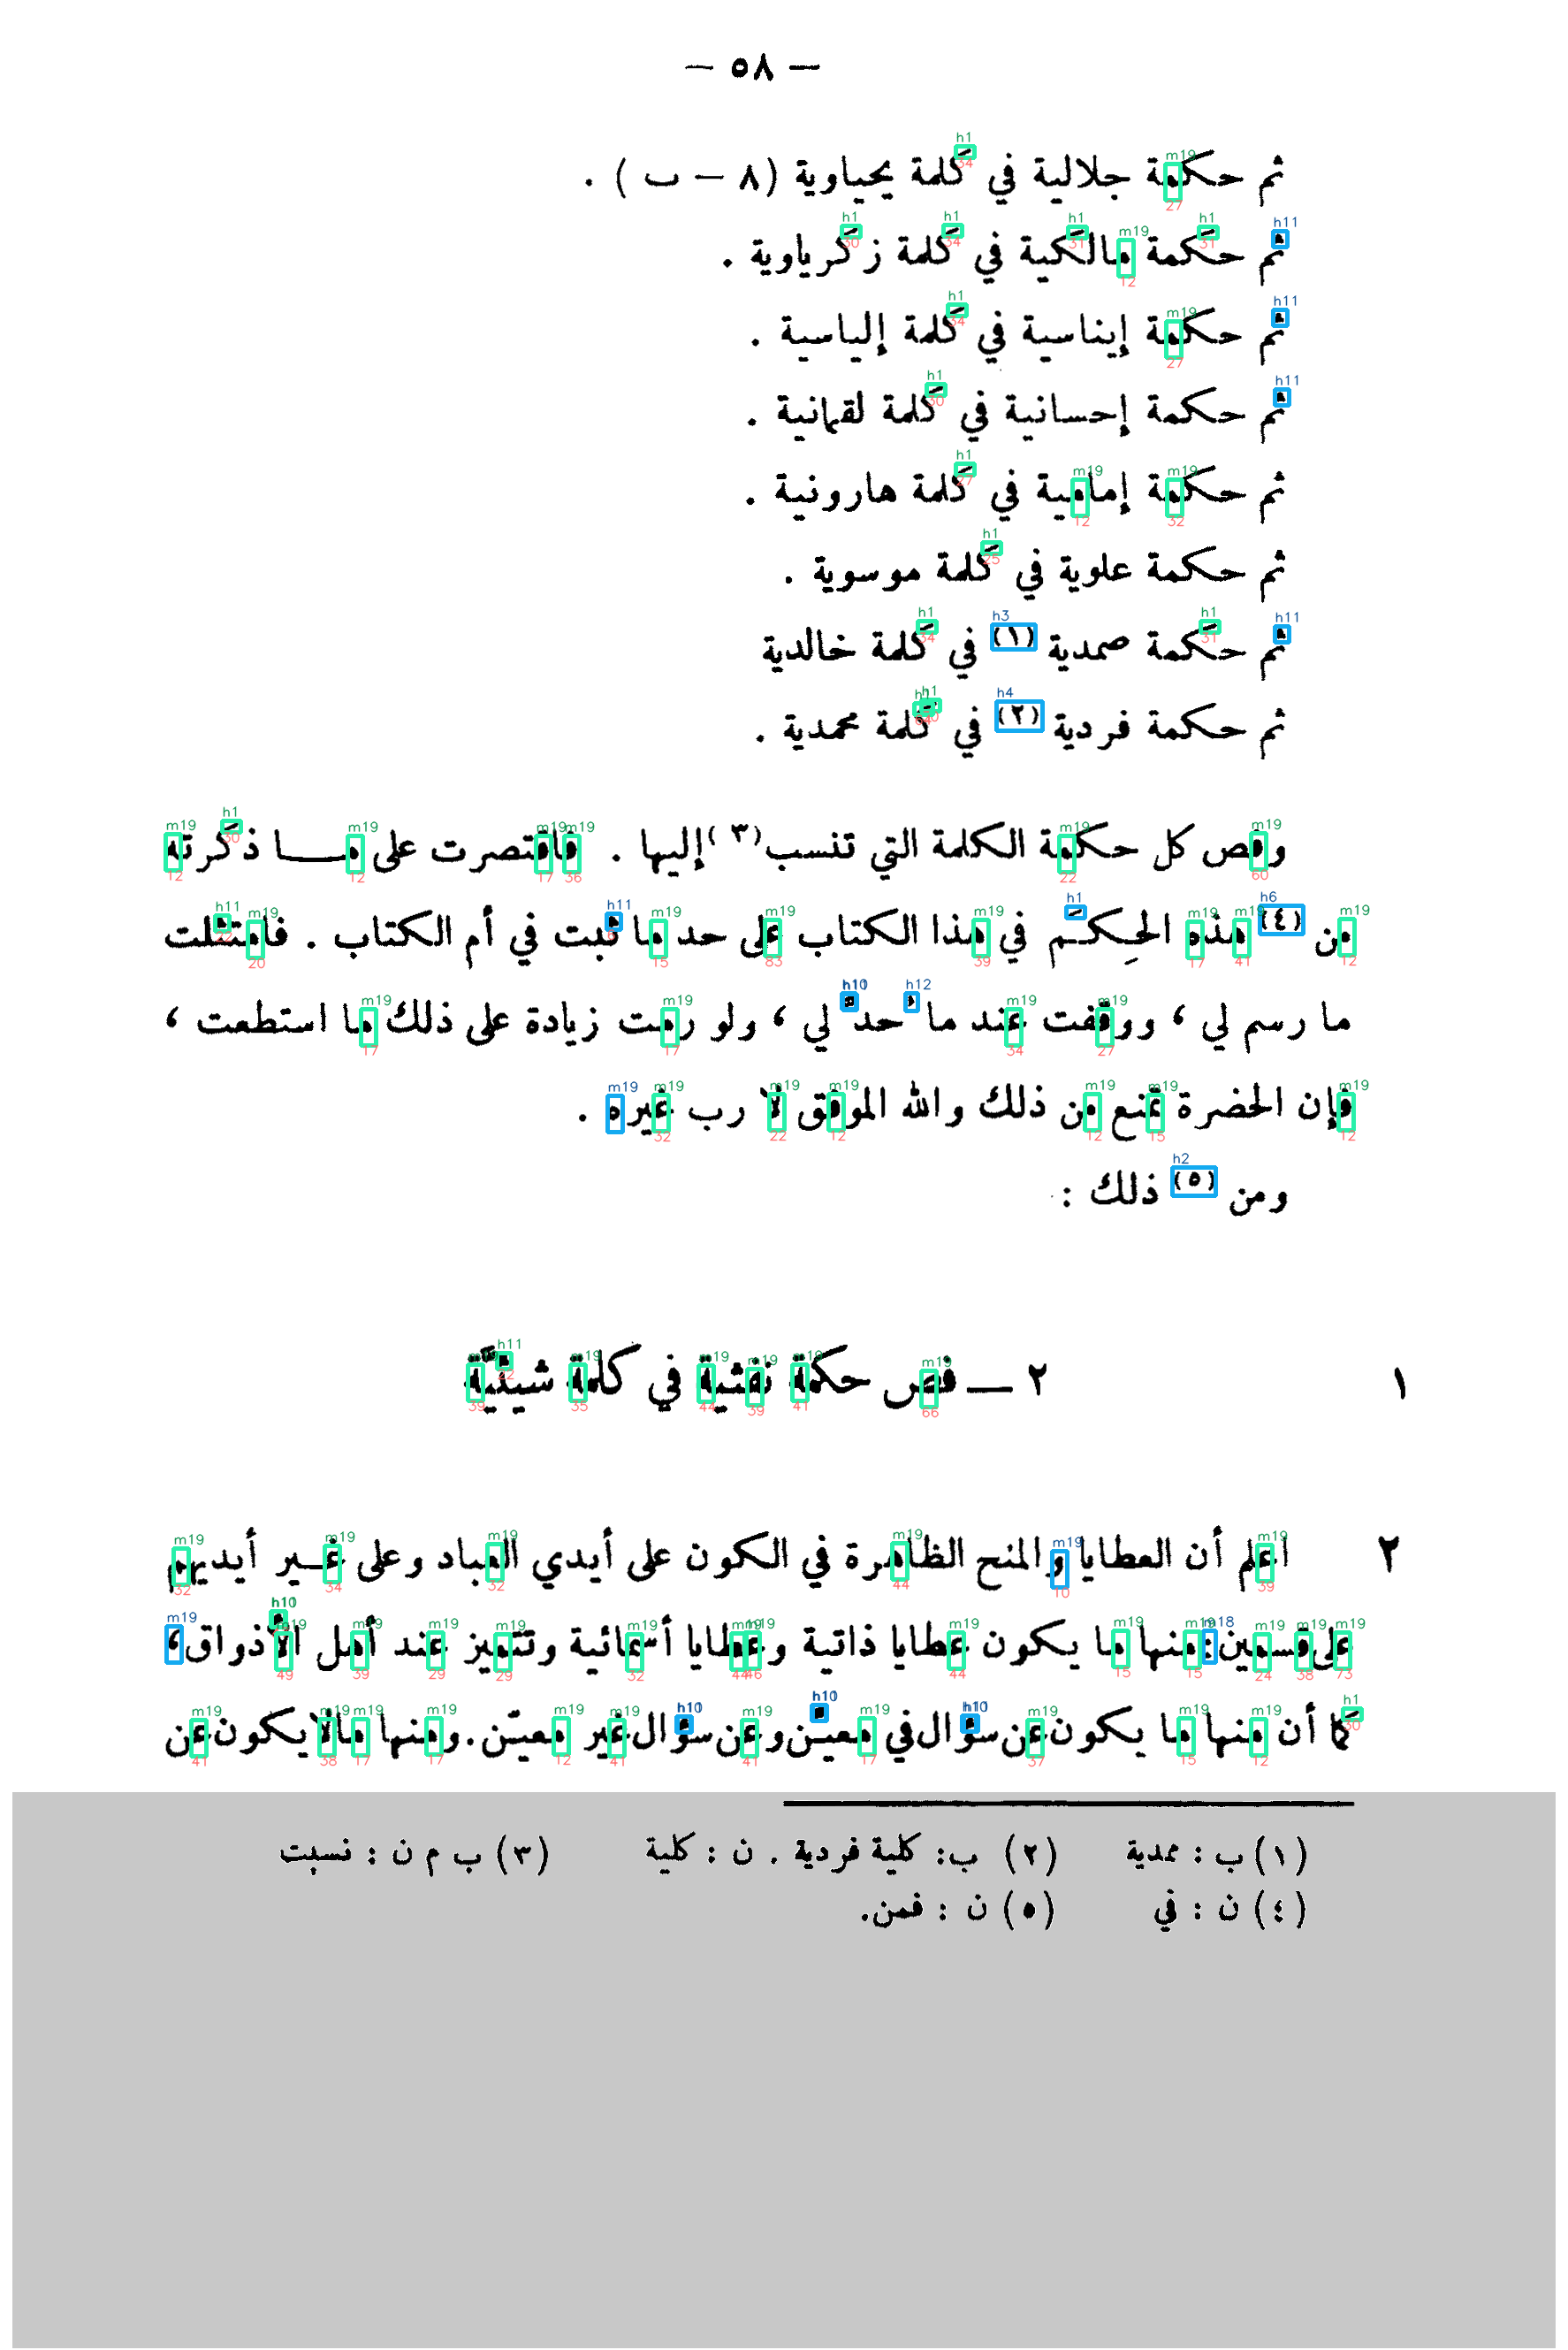 — ٥٨ —
ثم حكمة جلالية في كلمة يحياوية (٨ – ب) .
ثم حكمة مالكية في كلمة زكرياوية .
ثم حكمة إيناسية في كلمة إلياسية .
ثم حكمة إحسانية في كلمة لقمانية .
ثم حكمة إمامية في كلمة هارونية .
ثم حكمة علوية في كلمة موسوية .
ثم حكمة صمدية (١) في كلمة خالدية
ثم حكمة فردية (٢) في كلمة محمدية .
وفص كل حكمة الكلمة التي تنسب(٣) إليها . فاقتصرت على مـــا ذكرته
من (٤) هذه الحِكَم في هذا الكتاب على حد ما ثبت في أم الكتاب . فامتثلت
ما رسم لي ، ووقفت عند ما حد لي ، ولو رمت زيادة على ذلك ما استطعت ،
فإن الحضرة تمنع من ذلك والله الموفق لا رب غيره .
ومن (٥) ذلك :
١ ٢ — فص حكمة نفثية في كلمة شيثيَّة
٢ اعلم أن العطايا والمنح الظاهرة في الكون على أيدي العباد وعلى غـير أيديهم
على قسمين : منها ما يكون عطايا ذاتية وعطايا أسمائية وتتميز عند أهل الأذواق،
كما أن منها ما يكون عن سؤال في معيّن وعن سؤال غير معيّن. ومنها ما لا يكون عن
(١) ب : ممدية (٢) ب: كلية فردية . ن : كلية (٣) ب م ن : نسبت
(٤) ن : في (٥) ن : فمن.